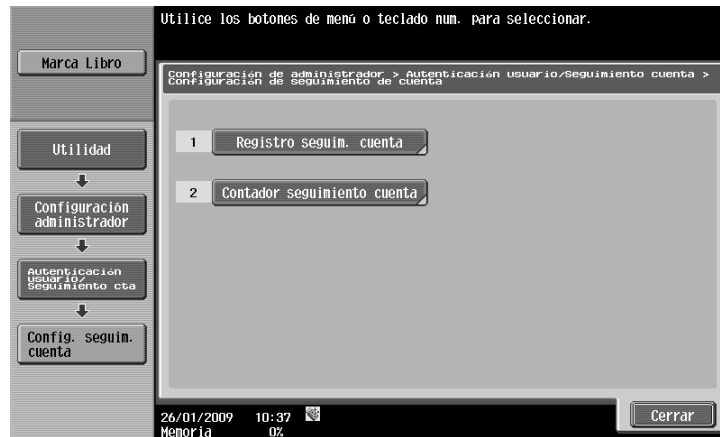 Utilice los botones de menú o teclado num. para seleccionar.
Marca Libro
Configuración de administrador > Autenticación usuario/Seguimiento cuenta >
Configuración de seguimiento de cuenta
Utilidad
1 Registro seguim. cuenta
2 Contador seguimiento cuenta
Configuración
administrador
Autenticación
usuario/
Seguimiento cta
Config. seguim.
cuenta
26/01/2009 10:37
Memoria 0%
Cerrar